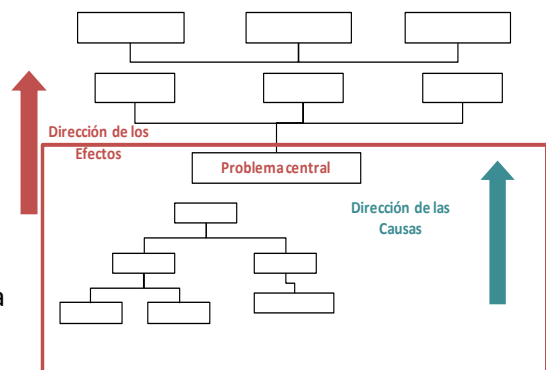 Dirección de los
Efectos
Problema central
Dirección de las
Causas
a